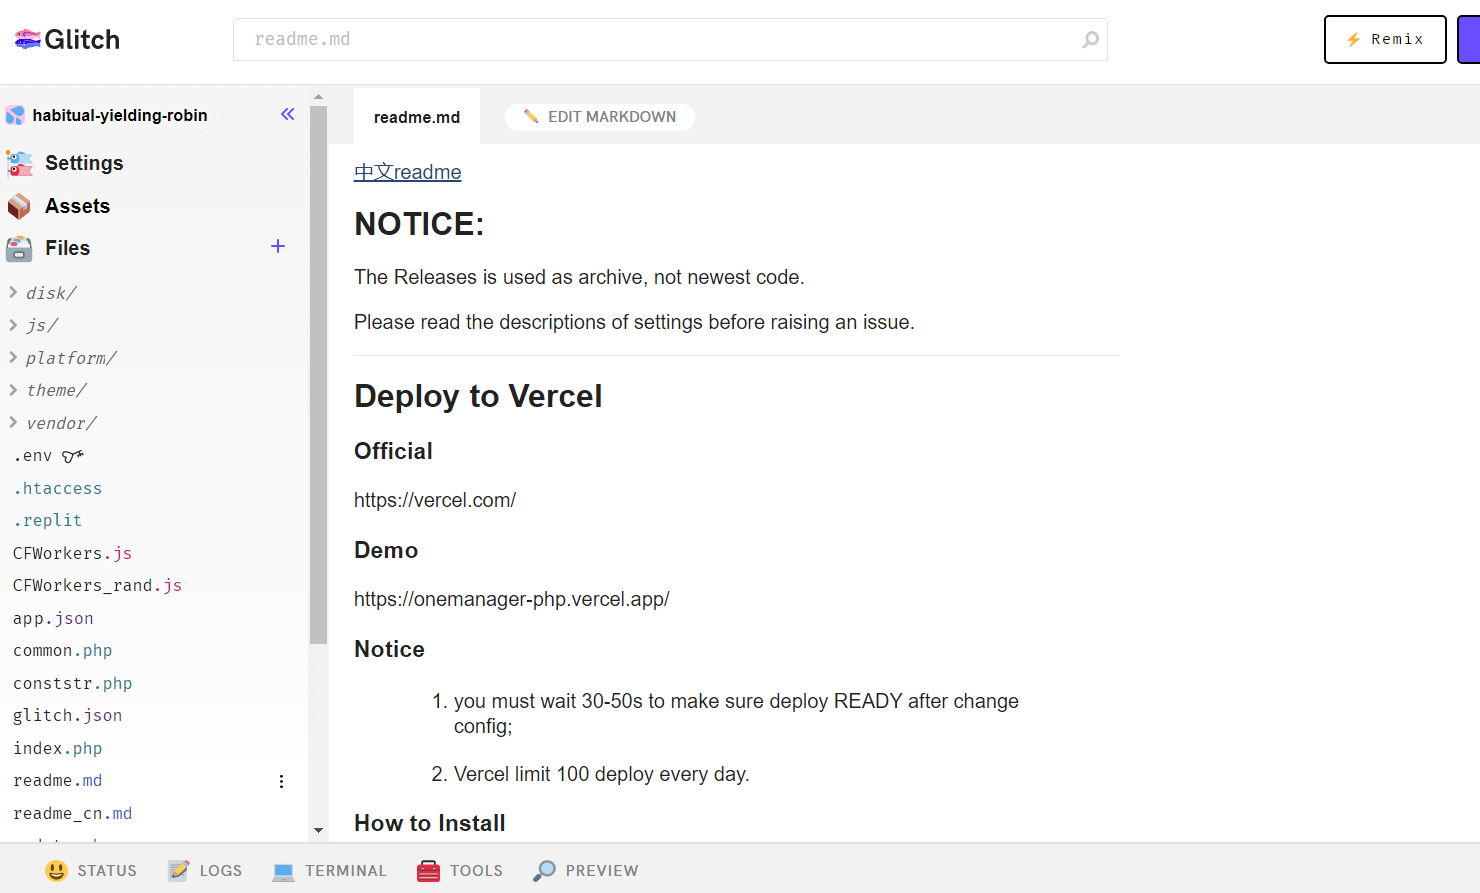 Glitch
readme.md
Remix
habitual-yielding-robin
Settings
Assets
Files
disk/
js/
platform/
theme/
vendor/
.env
.htaccess
.replit
CFWorkers.js
CFWorkers_rand.js
app.json
common.php
conststr.php
glitch.json
index.php
readme.md
readme_cn.md
readme.md
EDIT MARKDOWN
中文readme
NOTICE:
The Releases is used as archive, not newest code.
Please read the descriptions of settings before raising an issue.
Deploy to Vercel
Official
https://vercel.com/
Demo
https://onemanager-php.vercel.app/
Notice
1. you must wait 30-50s to make sure deploy READY after change
config;
2. Vercel limit 100 deploy every day.
How to Install
STATUS LOGS TERMINAL TOOLS PREVIEW